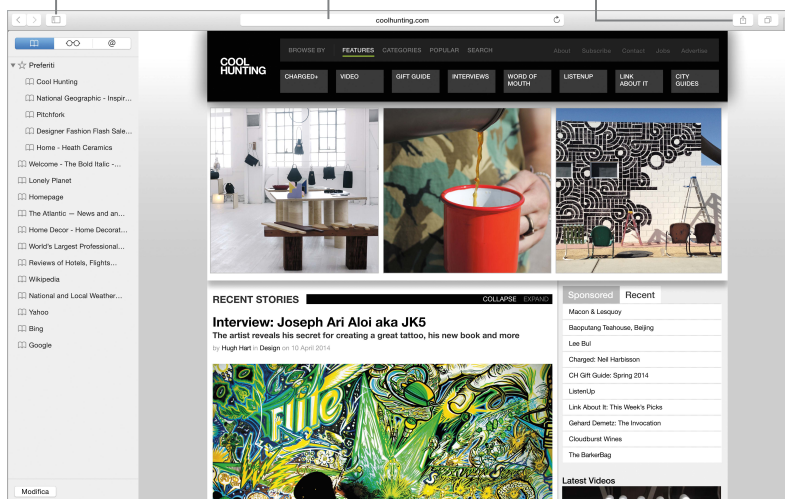 coolhunting.com
@
Preferiti
Cool Hunting
National Geographic - Inspir...
Pitchfork
Designer Fashion Flash Sale...
Home - Heath Ceramics
Welcome - The Bold Italic -...
Lonely Planet
Homepage
The Atlantic — News and an...
Home Decor - Home Decorat...
World's Largest Professional...
Reviews of Hotels, Flights...
Wikipedia
National and Local Weather...
Yahoo
Bing
Google
Modifica
COOL
HUNTING
BROWSE BY FEATURES CATEGORIES POPULAR SEARCH
About Subscribe Contact Jobs Advertise
CHARGED+
VIDEO
GIFT GUIDE
INTERVIEWS
WORD OF
MOUTH
LISTENUP
LINK
ABOUT IT
CITY
GUIDES
RECENT STORIES
COLLAPSE EXPAND
Interview: Joseph Ari Aloi aka JK5
The artist reveals his secret for creating a great tattoo, his new book and more
by Hugh Hart in Design on 10 April 2014
Sponsored Recent
Macon & Lesquoy
Baoputang Teahouse, Beijing
Lee Bul
Charged: Neil Harbisson
CH Gift Guide: Spring 2014
ListenUp
Link About It: This Week's Picks
Gehard Demetz: The Invocation
Cloudburst Wines
The BarkerBag
Latest Videos